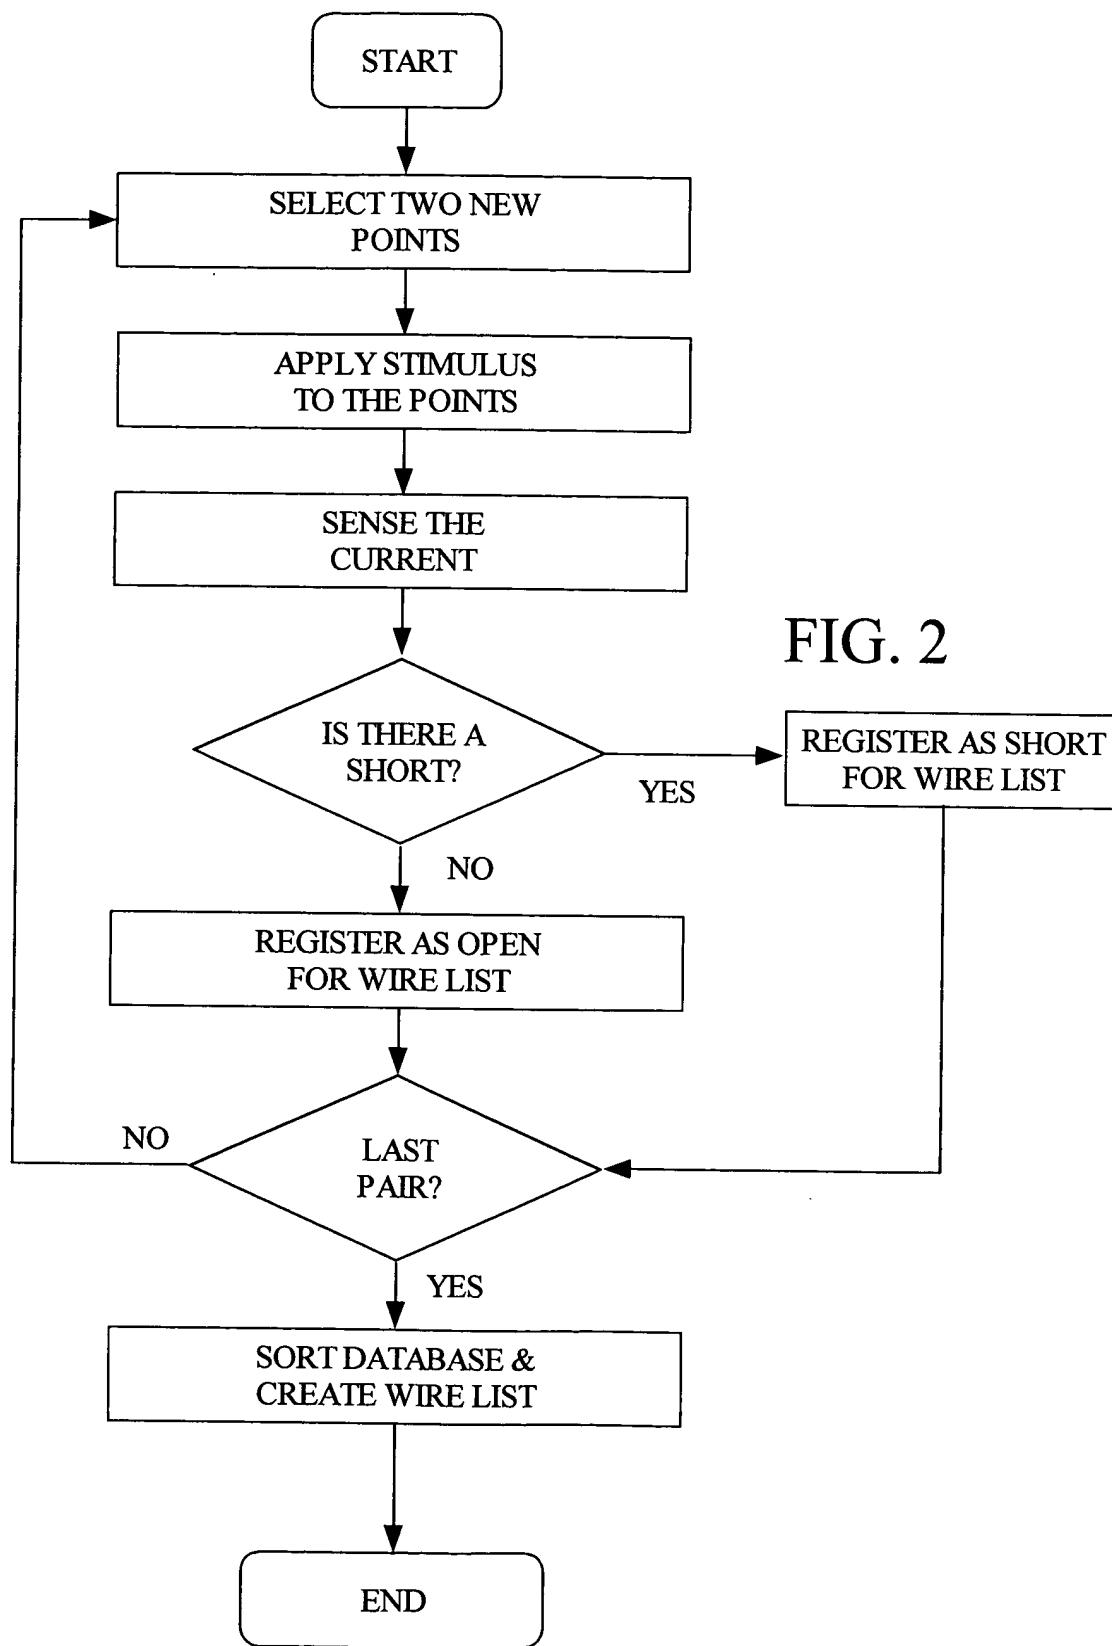 START
SELECT TWO NEW
POINTS
APPLY STIMULUS
TO THE POINTS
SENSE THE
CURRENT
FIG. 2
IS THERE A
SHORT?
YES
REGISTER AS SHORT
FOR WIRE LIST
NO
REGISTER AS OPEN
FOR WIRE LIST
NO
LAST
PAIR?
YES
SORT DATABASE &
CREATE WIRE LIST
END